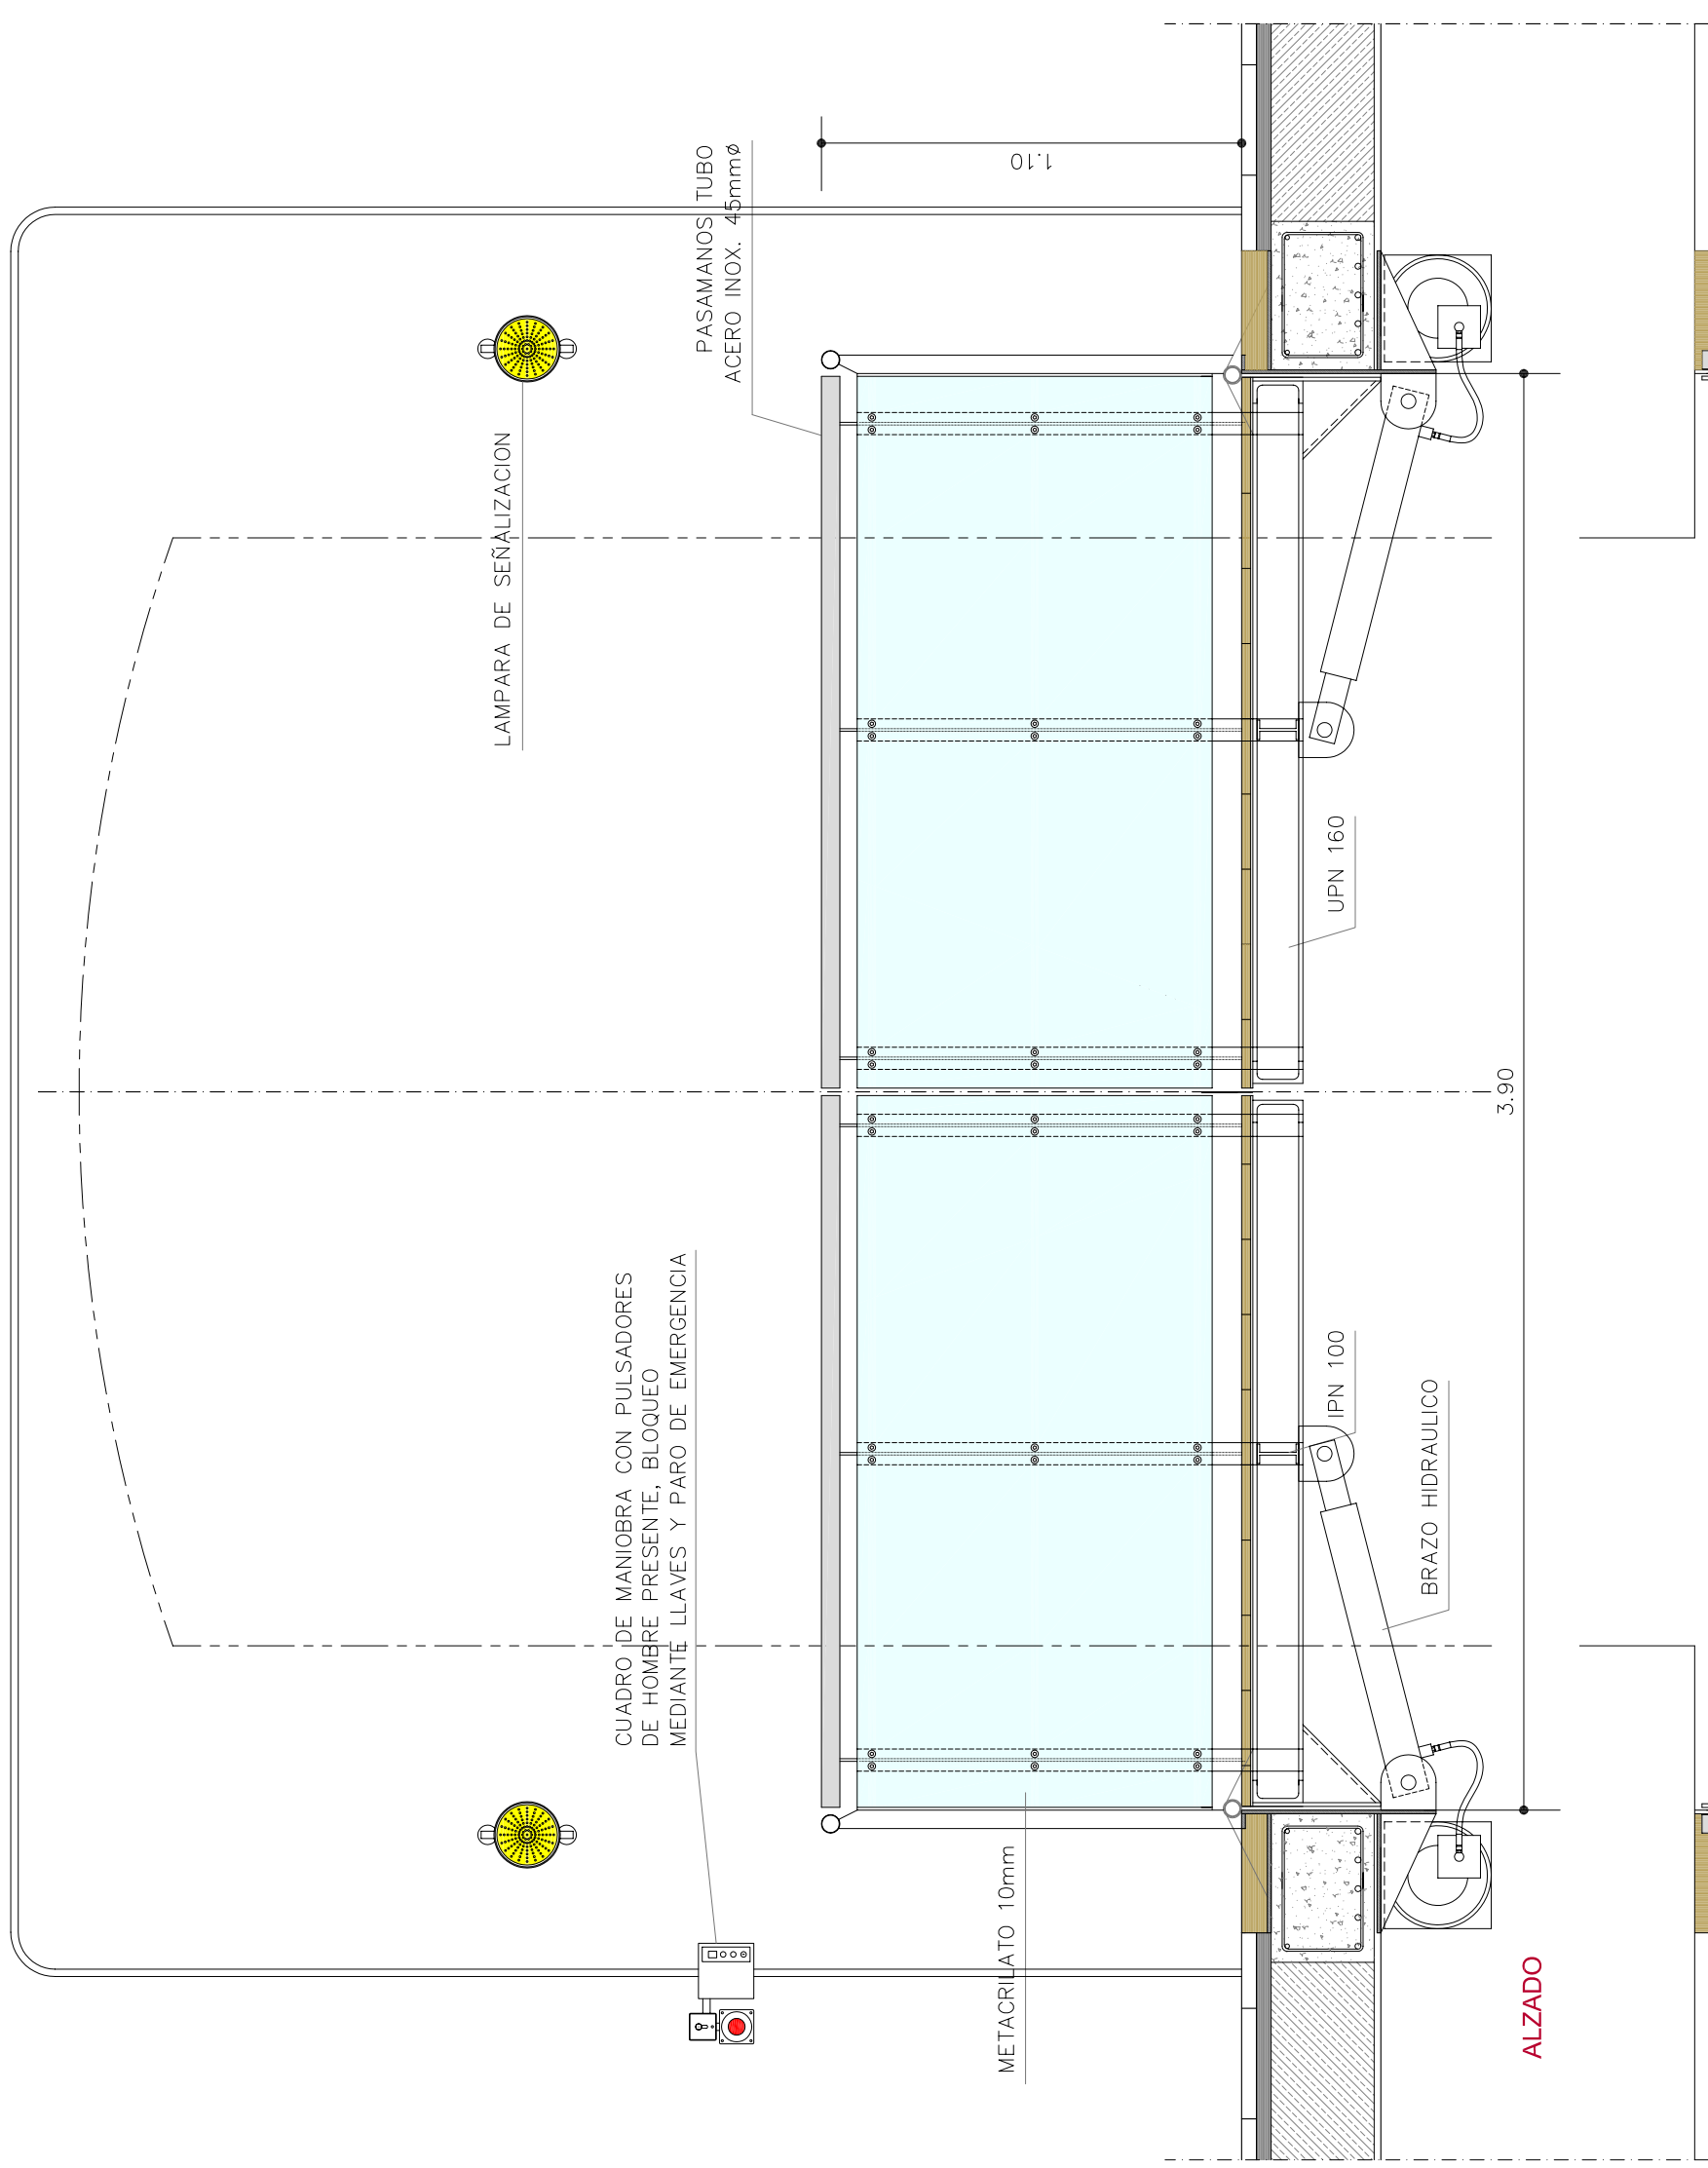 PASAMANOS TUBO
ACERO INOX. 45mmØ
1.10
LAMPARA DE SEÑALIZACION
CUADRO DE MANIOBRA CON PULSADORES
DE HOMBRE PRESENTE, BLOQUEO
MEDIANTE LLAVES Y PARO DE EMERGENCIA
METACRILATO 10mm
UPN 160
IPN 100
BRAZO HIDRAULICO
3.90
ALZADO